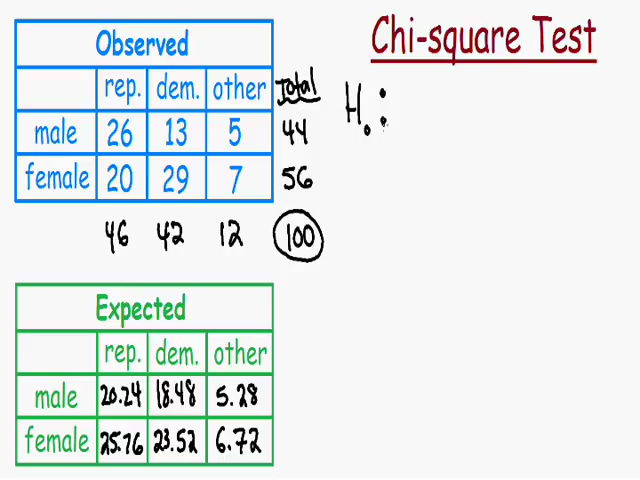 Chi-square Test
Observed
rep. dem. other Total
male 26 13 5 44
female 20 29 7 56
46 42 12 100
H₀:
Expected
rep. dem. other
male 20.24 18.48 5.28
female 25.76 23.52 6.72